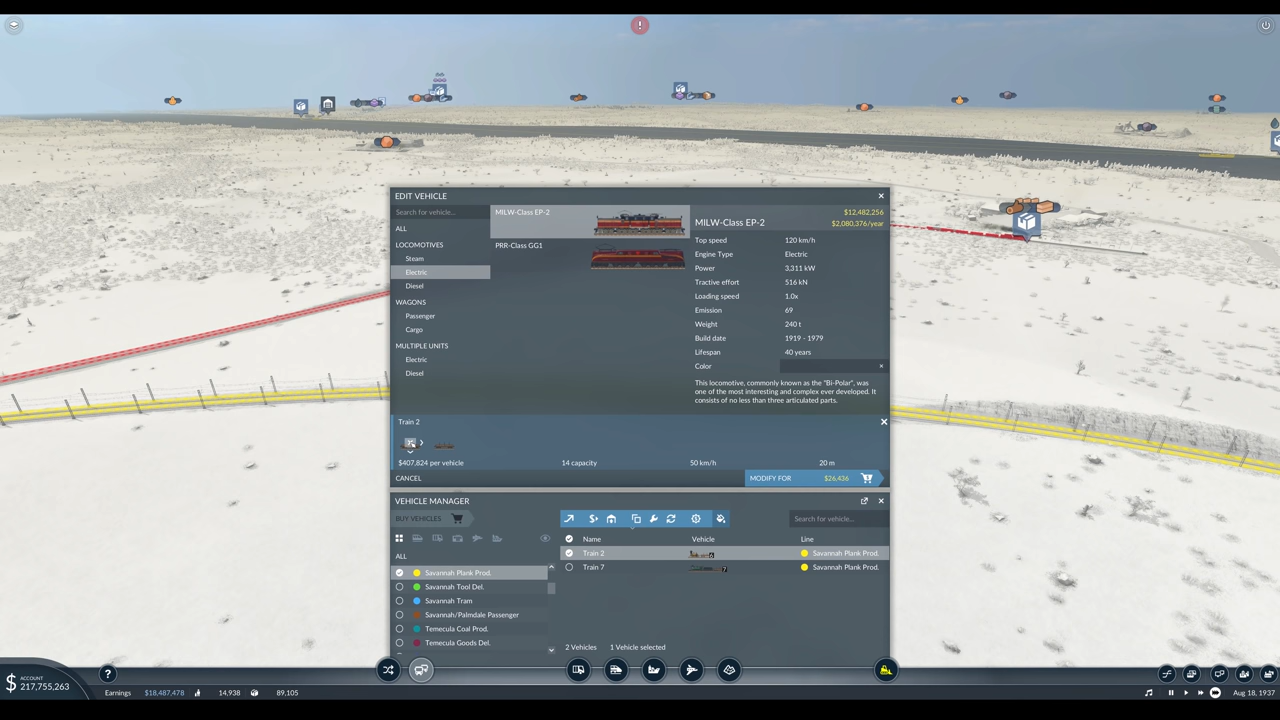 EDIT VEHICLE
Search for vehicle...
ALL
LOCOMOTIVES
Steam
Electric
Diesel
WAGONS
Passenger
Cargo
MULTIPLE UNITS
Electric
Diesel
MILW-Class EP-2
PRR-Class GG1
$12,482,256
MILW-Class EP-2
$2,080,376/year
Top speed 120 km/h
Engine Type Electric
Power 3,311 kW
Tractive effort 516 kN
Loading speed 1.0x
Emission 69
Weight 240 t
Build date 1919 - 1979
Lifespan 40 years
Color
This locomotive, commonly known as the "Bi-Polar", was
one of the most interesting and complex ever developed. It
consists of no less than three articulated parts.
Train 2
$407,824 per vehicle 14 capacity 50 km/h 20 m
CANCEL MODIFY FOR $26,436
VEHICLE MANAGER
BUY VEHICLES
Search for vehicle...
ALL
Savannah Plank Prod.
Savannah Tool Del.
Savannah Tram
Savannah/Palmdale Passenger
Temecula Coal Prod.
Temecula Goods Del.
Name Vehicle Line
Train 2 6 Savannah Plank Prod.
Train 7 7 Savannah Plank Prod.
2 Vehicles 1 Vehicle selected
$ ACCOUNT
217,755,263
?
Earnings $18,487,478 14,938 89,105
Aug 18, 1937